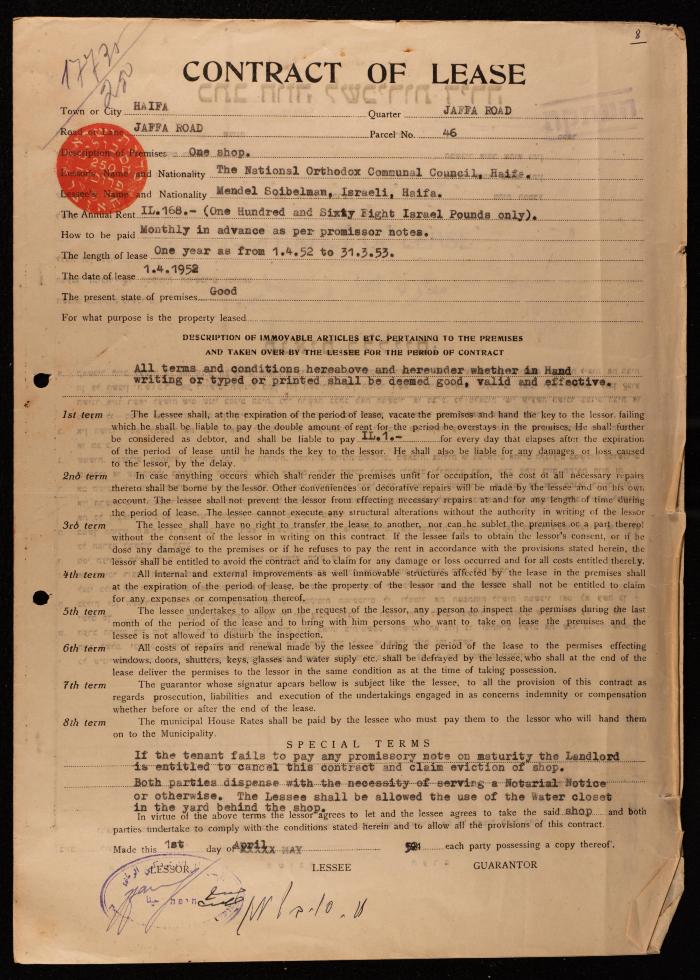 8
17730
250
CONTRACT OF LEASE
Town or City HAIFA Quarter JAFFA ROAD
Road or Lane JAFFA ROAD Parcel No. 46
Description of Premises One shop.
Lessor's Name and Nationality The National Orthodox Communal Council, Haifa.
Lessee's Name and Nationality Mendel Soibelman, Israeli, Haifa.
The Annual Rent IL.168.- (One Hundred and Sixty Eight Israel Pounds only).
How to be paid Monthly in advance as per promissor notes.
The length of lease One year as from 1.4.52 to 31.3.53.
The date of lease 1.4.1952
The present state of premises Good
For what purpose is the property leased
DESCRIPTION OF IMMOVABLE ARTICLES ETC. PERTAINING TO THE PREMISES
AND TAKEN OVER BY THE LESSEE FOR THE PERIOD OF CONTRACT
All terms and conditions hereabove and hereunder whether in Hand
writing or typed or printed shall be deemed good, valid and effective.
1st term The Lessee shall, at the expiration of the period of lease, vacate the premises and hand the key to the lessor. failing
which he shall be liable to pay the double amount of rent for the period he overstays in the premises. He shall further
be considered as debtor, and shall be liable to pay IL.1.- for every day that elapses after the expiration
of the period of lease until he hands the key to the lessor. He shall also be liable for any damages or loss caused
to the lessor, by the delay.
2nd term In case anything occurs which shall render the premises unfit for occupation, the cost of all necessary repairs
thereto shall be borne by the lessor. Other conveniences or decorative repairs will be made by the lessee and on his own
account. The lessee shall not prevent the lessor from effecting necessary repairs at and for any length of time during
the period of lease. The lessee cannot execute any structural alterations without the authority in writing of the lessor
3rd term The lessee shall have no right to transfer the lease to another, nor can he sublet the premises or a part thereof
without the consent of the lessor in writing on this contract. If the lessee fails to obtain the lessor's consent, or if he
dose any damage to the premises or if he refuses to pay the rent in accordance with the provisions stated herein, the
lessor shall be entitled to avoid the contract and to claim for any damage or loss occurred and for all costs entailed thereby.
4th term All internal and external improvements as well immovable structures affected by the lease in the premises shall
at the expiration of the period of lease, be the property of the lessor and the lessee shall not be entitled to claim
for any expenses or compensation thereof.
5th term The lessee undertakes to allow on the request of the lessor, any person to inspect the premises during the last
month of the period of the lease and to bring with him persons who want to take on lease the premises and the
lessee is not allowed to disturb the inspection.
6th term All costs of repairs and renewal made by the lessee during the period of the lease to the premises effecting
windows, doors, shutters, keys, glasses and water suply etc. shall be defrayed by the lessee, who shall at the end of the
lease deliver the premises to the lessor in the same condition as at the time of taking possession.
7th term The guarantor whose signatur apears bellow is subject like the lessee, to all the provision of this contract as
regards prosecution, liabilities and execution of the undertakings engaged in as concerns indemnity or compensation
whether before or after the end of the lease.
8th term The municipal House Rates shall be paid by the lessee who must pay them to the lessor who will hand them
on to the Municipality.
SPECIAL TERMS
If the tenant fails to pay any promissory note on maturity the Landlord
is entitled to cancel this contract and claim eviction of shop.
Both parties dispense with the necessity of serving a Notarial Notice
or otherwise. The Lessee shall be allowed the use of the Water closet
in the yard behind the shop.
In virtue of the above terms the lessor agrees to let and the lessee agrees to take the said shop and both
parties undertake to comply with the conditions stated herein and to allow all the provisions of this contract.
Made this 1st day of April XXXXX MAY each party possessing a copy thereof.
LESSOR LESSEE GUARANTOR